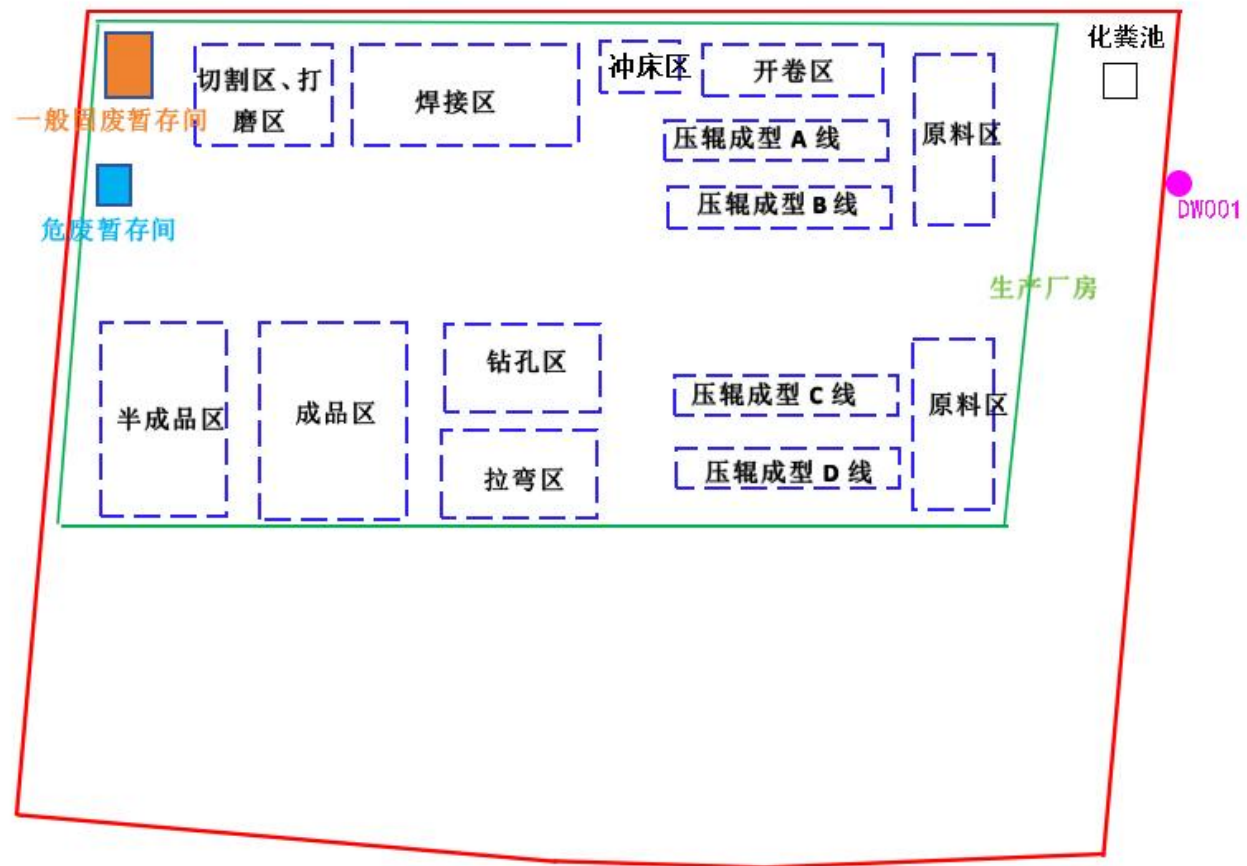 化粪池
切割区、打
磨区
焊接区
冲床区
开卷区
一般固废暂存间
压辊成型 A 线
原料区
危废暂存间
压辊成型 B 线
DW001
生产厂房
半成品区
成品区
钻孔区
拉弯区
压辊成型 C 线
原料区
压辊成型 D 线